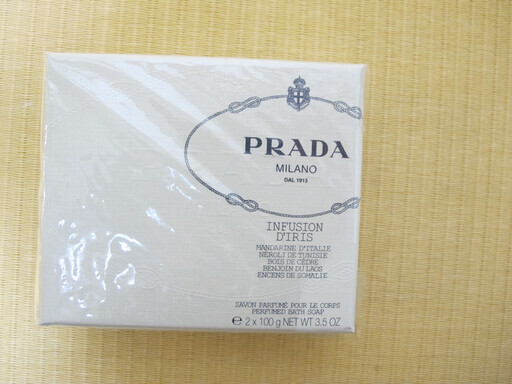 PRADA
MILANO
DAL 1913
INFUSION
D'IRIS
MANDARINE D'ITALIE
NÉROLI DE TUNISIE
BOIS DE CÈDRE
BENJOIN DU LAOS
ENCENS DE SOMALIE
SAVON PARFUMÉ POUR LE CORPS
PERFUMED BATH SOAP
℮ 2 x 100 g NET WT 3.5 OZ